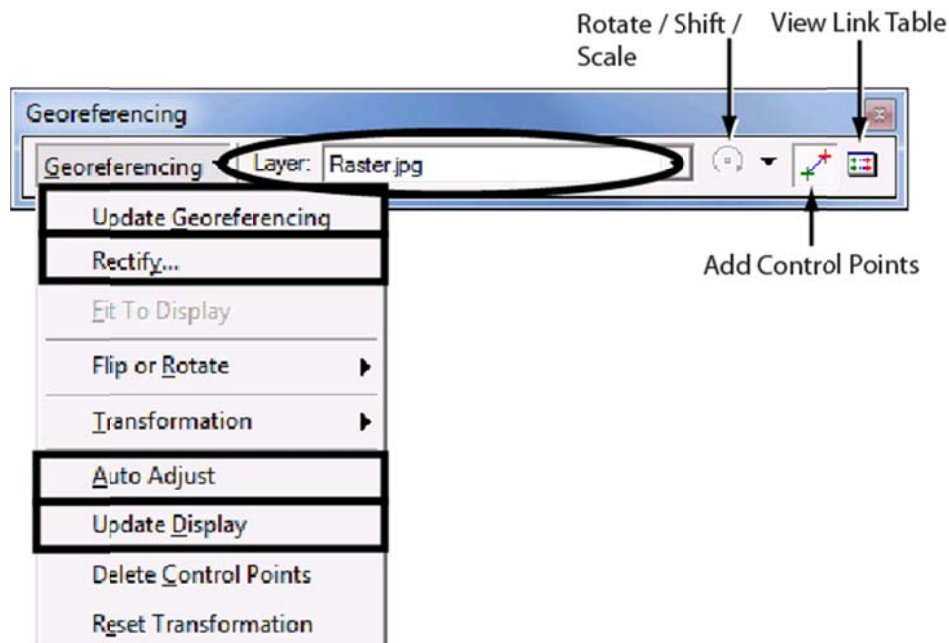 Rotate / Shift /
Scale
View Link Table
Georeferencing
Georeferencing
Layer:
Raster.jpg
Add Control Points
Update Georeferencing
Rectify...
Fit To Display
Flip or Rotate
Transformation
Auto Adjust
Update Display
Delete Control Points
Reset Transformation